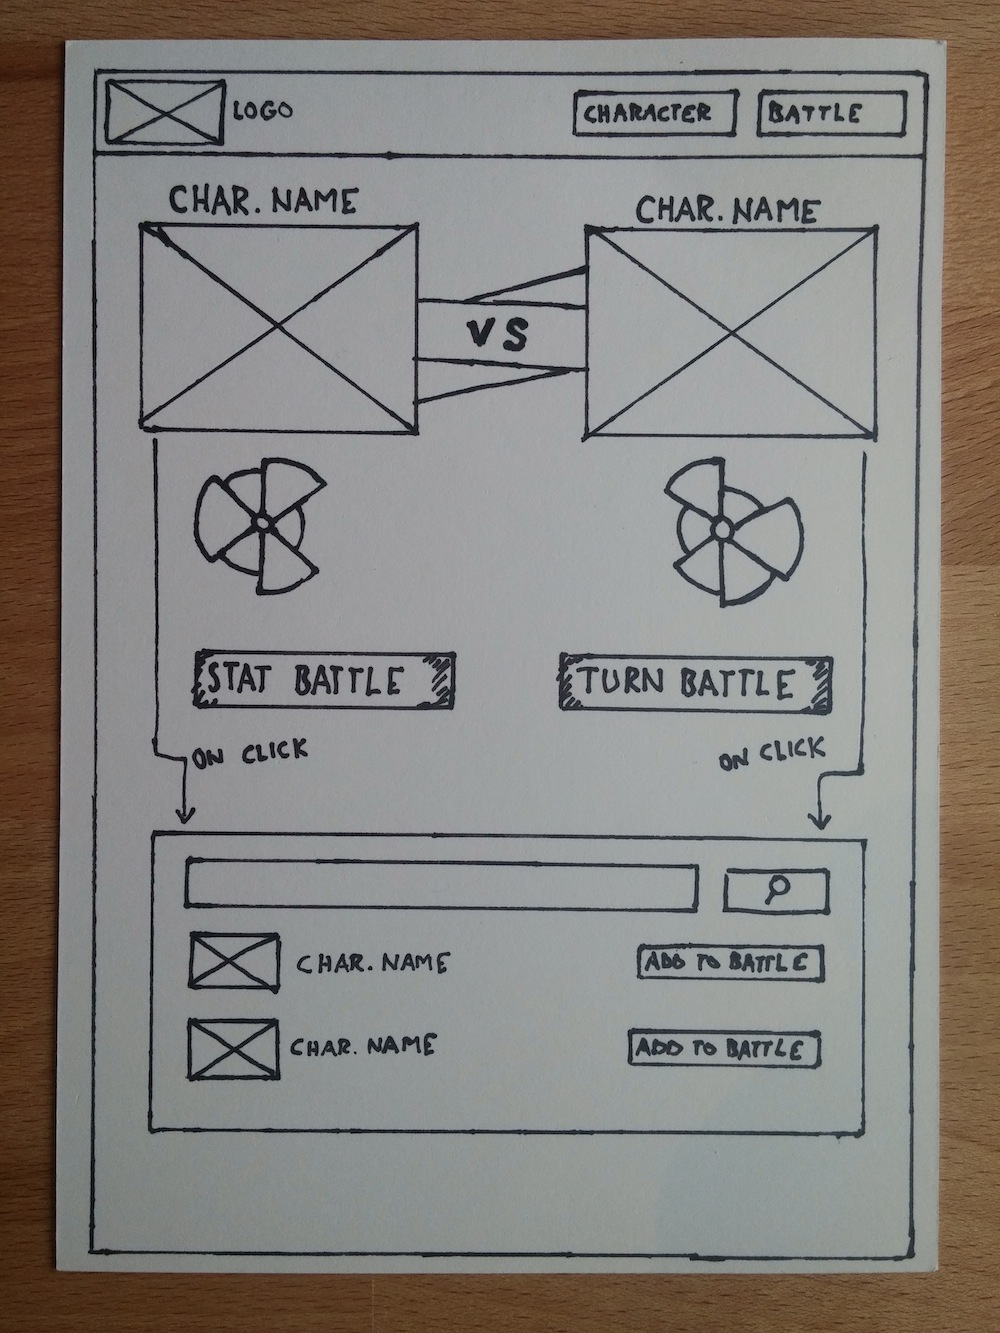 LOGO
CHARACTER
BATTLE
CHAR. NAME
CHAR. NAME
VS
STAT BATTLE
TURN BATTLE
ON CLICK
ON CLICK
CHAR. NAME
ADD TO BATTLE
CHAR. NAME
ADD TO BATTLE